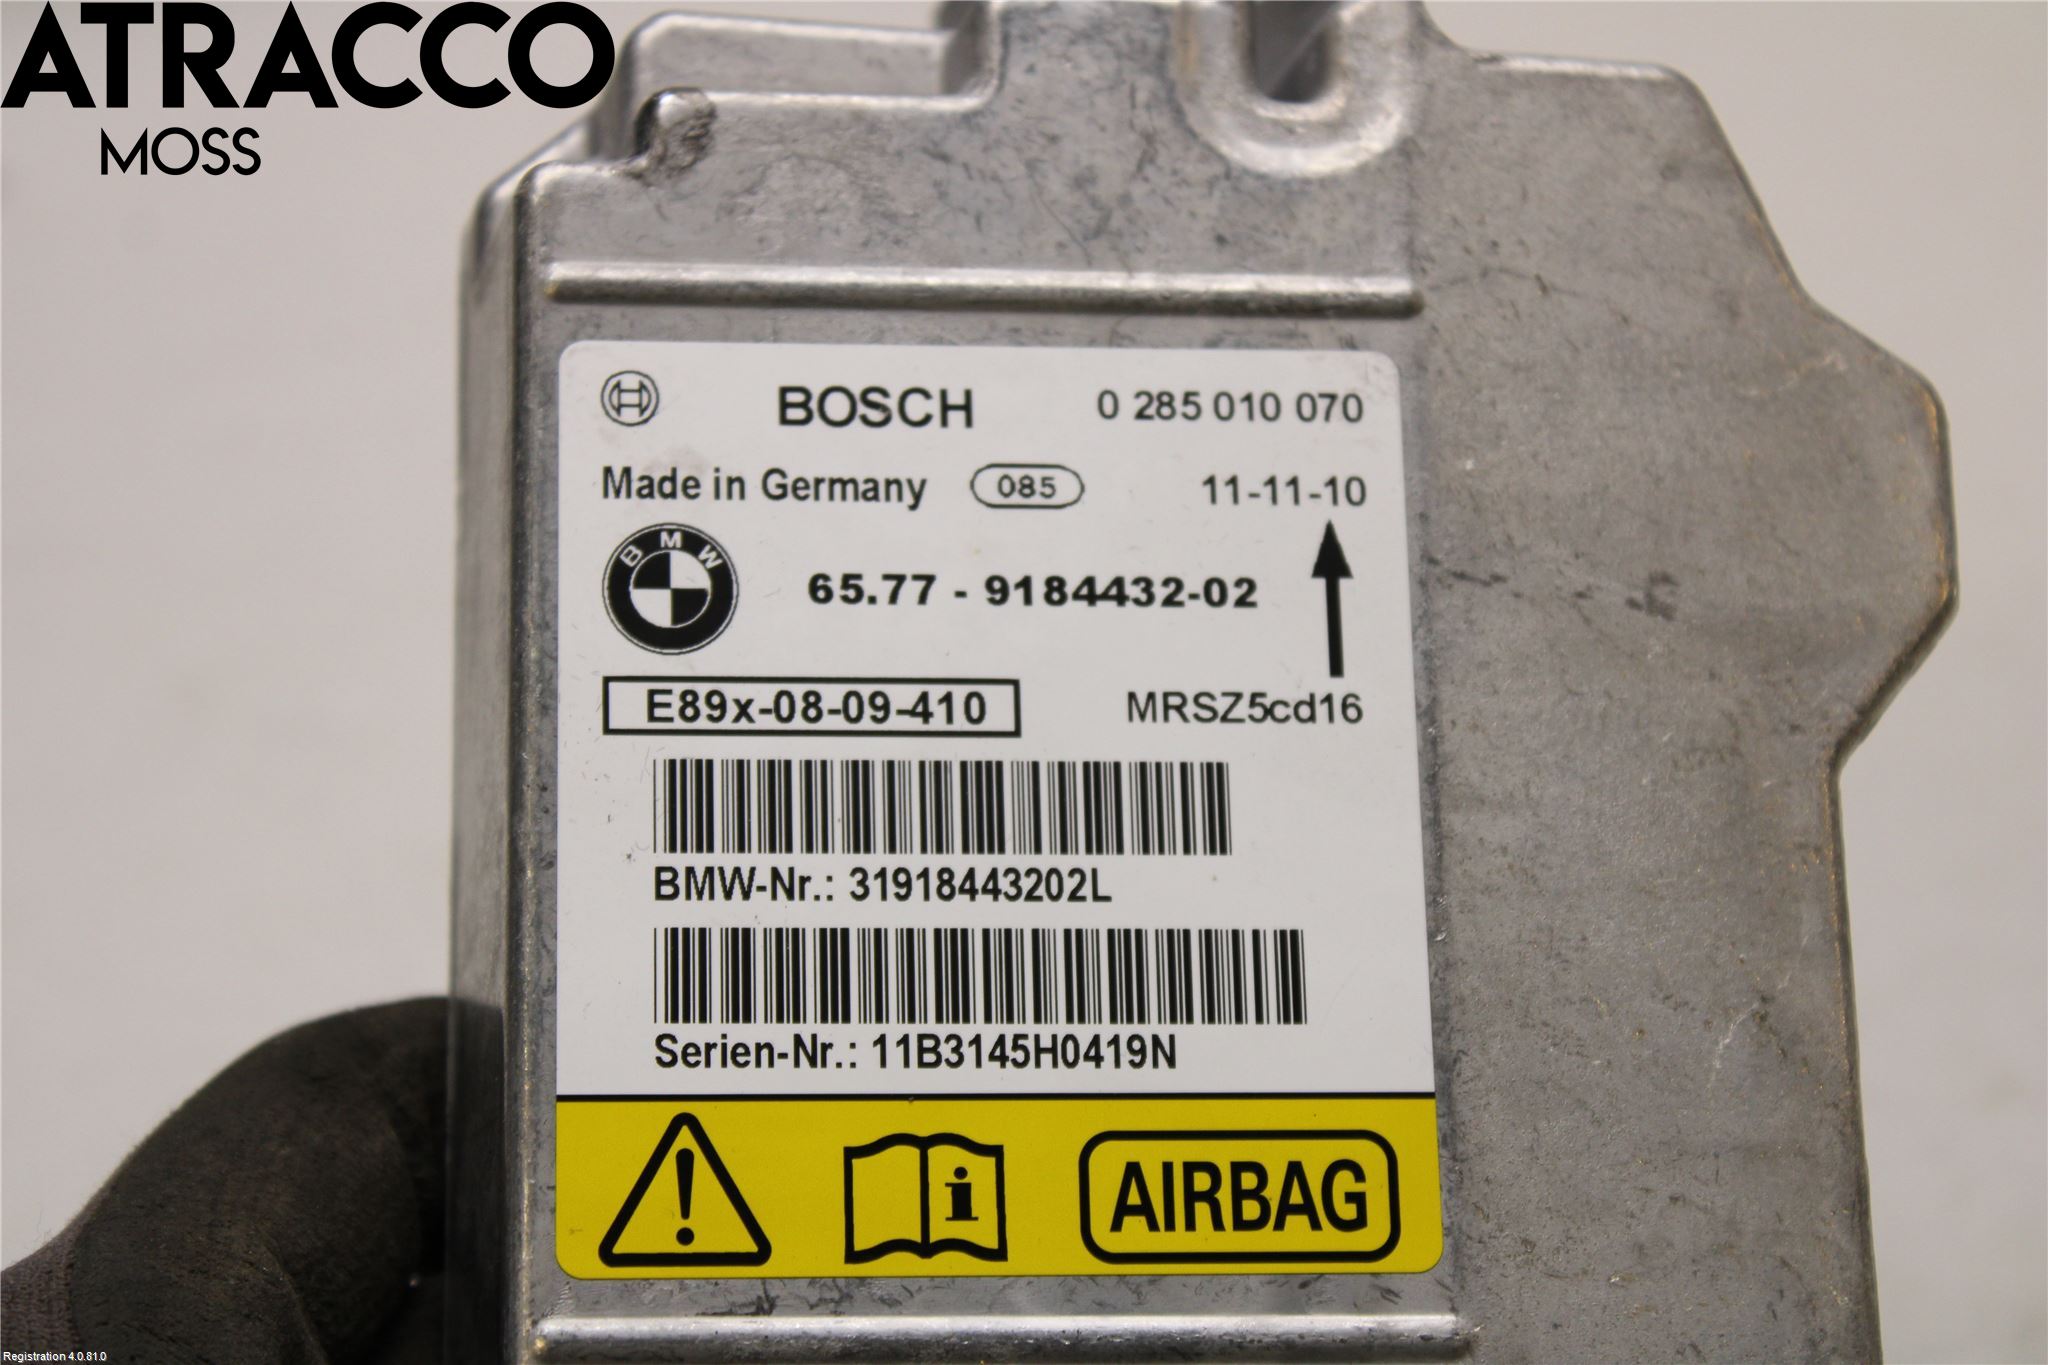 ATRACCO
MOSS
BOSCH 0 285 010 070
Made in Germany 085 11-11-10
BMW
65.77 - 9184432-02
E89x-08-09-410 MRSZ5cd16
BMW-Nr.: 31918443202L
Serien-Nr.: 11B3145H0419N
AIRBAG
Registration 4.0.81.0